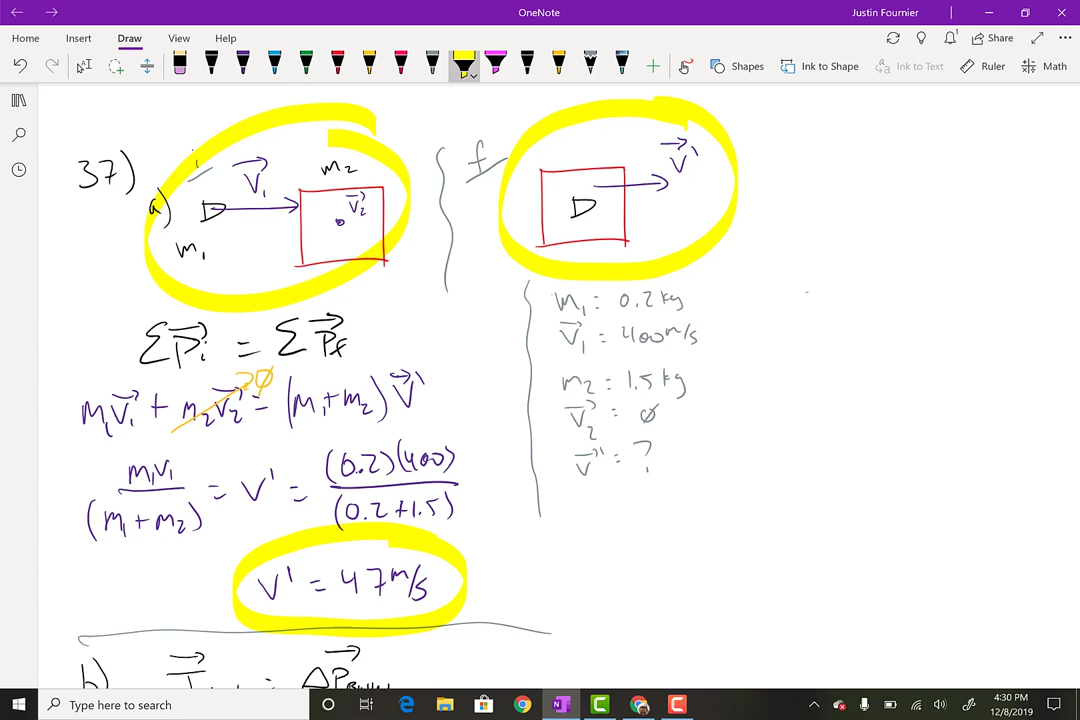 OneNote
Justin Fournier
Home Insert Draw View Help
Share
Shapes Ink to Shape Ink to Text Ruler Math
37)
i
f
a)
V₁
m₂
V₂
D
m₁
D
V'
ΣPᵢ = ΣP_f
m₁V₁ + m₂V₂ = (m₁+m₂) V'
0
m₁v₁ / (m₁+m₂) = V' = (0.2)(400) / (0.2+1.5)
V' = 47 m/s
m₁: 0.2 kg
V₁ = 400 m/s
m₂ = 1.5 kg
V₂ = ø
V' = ?
b)
Type here to search
4:30 PM
12/8/2019